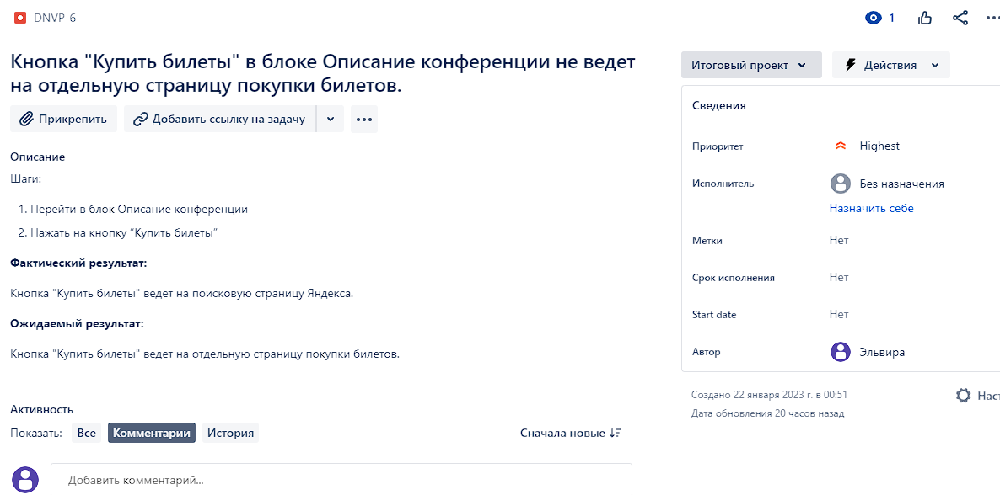 DNVP-6
1
Кнопка "Купить билеты" в блоке Описание конференции не ведет
на отдельную страницу покупки билетов.
Прикрепить
Добавить ссылку на задачу
Описание
Шаги:
1. Перейти в блок Описание конференции
2. Нажать на кнопку “Купить билеты”
Фактический результат:
Кнопка "Купить билеты" ведет на поисковую страницу Яндекса.
Ожидаемый результат:
Кнопка "Купить билеты" ведет на отдельную страницу покупки билетов.
Активность
Показать: Все Комментарии История Сначала новые
Добавить комментарий...
Итоговый проект Действия
Сведения
Приоритет Highest
Исполнитель Без назначения
Назначить себе
Метки Нет
Срок исполнения Нет
Start date Нет
Автор Эльвира
Создано 22 января 2023 г. в 00:51
Дата обновления 20 часов назад
Наст